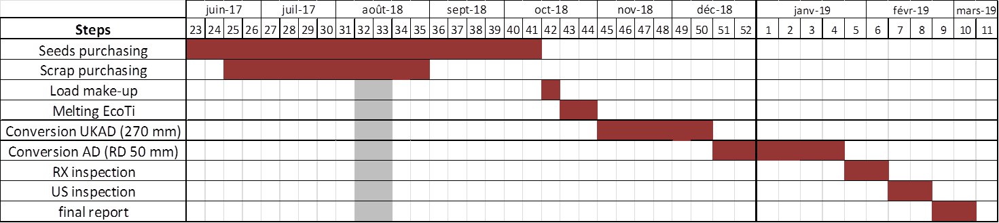 juin-17 juil-17 août-18 sept-18 oct-18 nov-18 déc-18 janv-19 févr-19 mars-19
Steps 23 24 25 26 27 28 29 30 31 32 33 34 35 36 37 38 39 40 41 42 43 44 45 46 47 48 49 50 51 52 1 2 3 4 5 6 7 8 9 10 11
Seeds purchasing
Scrap purchasing
Load make-up
Melting EcoTi
Conversion UKAD (270 mm)
Conversion AD (RD 50 mm)
RX inspection
US inspection
final report